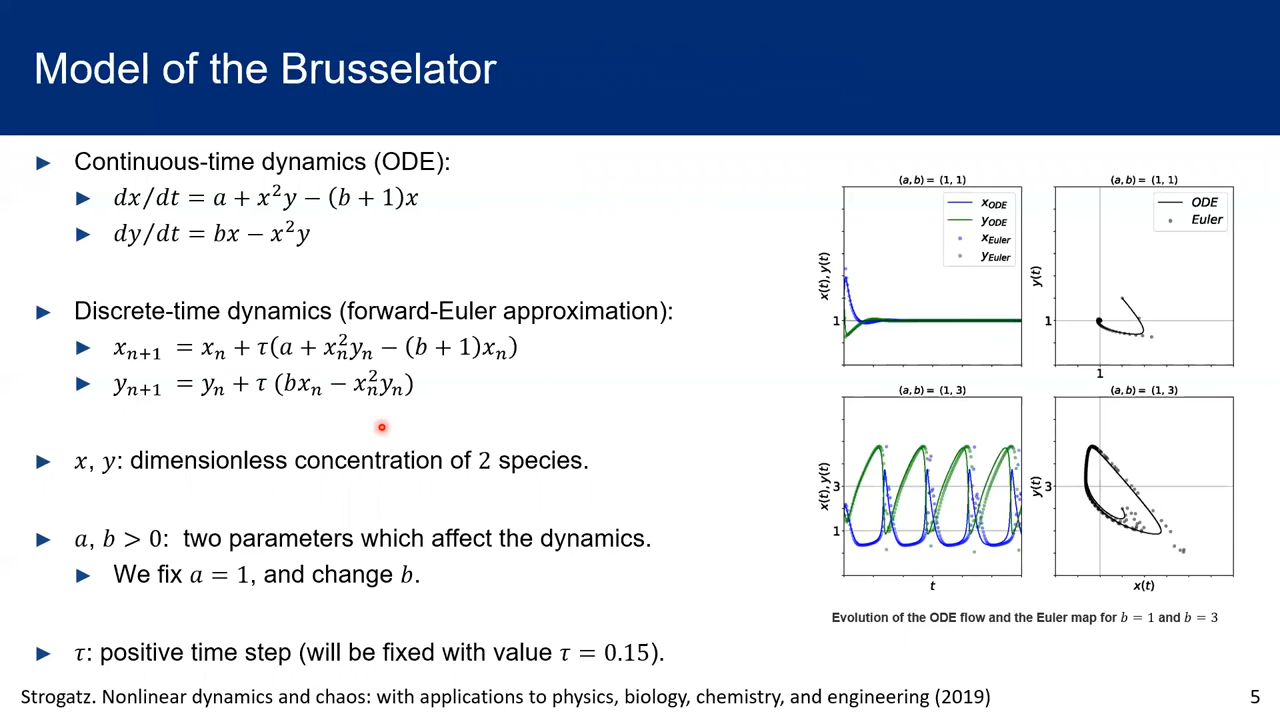 Model of the Brusselator
► Continuous-time dynamics (ODE):
► dx/dt = a + x²y − (b + 1)x
► dy/dt = bx − x²y
► Discrete-time dynamics (forward-Euler approximation):
► xₙ₊₁ = xₙ + τ(a + xₙ²yₙ − (b + 1)xₙ)
► yₙ₊₁ = yₙ + τ (bxₙ − xₙ²yₙ)
► x, y: dimensionless concentration of 2 species.
► a, b > 0: two parameters which affect the dynamics.
► We fix a = 1, and change b.
► τ: positive time step (will be fixed with value τ = 0.15).
(a, b) = (1, 1)
x_ODE
y_ODE
x_Euler
y_Euler
x(t), y(t)
1
(a, b) = (1, 1)
ODE
Euler
y(t)
1
1
(a, b) = (1, 3)
x(t), y(t)
3
1
t
(a, b) = (1, 3)
y(t)
3
x(t)
Evolution of the ODE flow and the Euler map for b = 1 and b = 3
Strogatz. Nonlinear dynamics and chaos: with applications to physics, biology, chemistry, and engineering (2019)
5